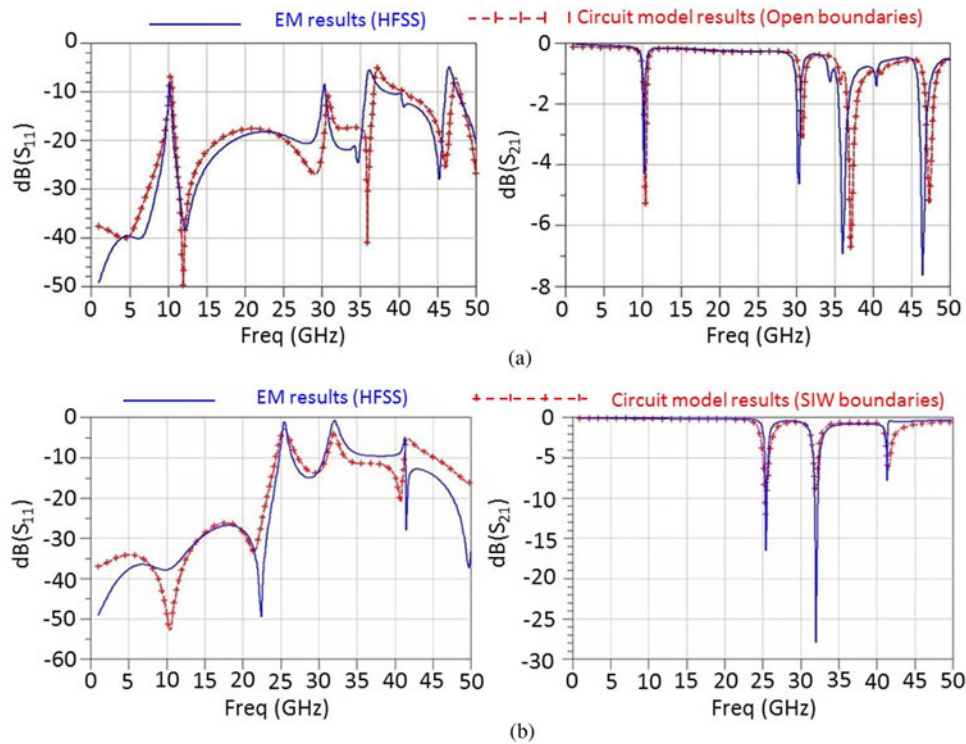 EM results (HFSS) Circuit model results (Open boundaries)
0
-10
-20
-30
-40
-50
dB(S11)
0 5 10 15 20 25 30 35 40 45 50
Freq (GHz)
0
-2
-4
-6
-8
dB(S21)
0 5 10 15 20 25 30 35 40 45 50
Freq (GHz)
(a)
EM results (HFSS) Circuit model results (SIW boundaries)
0
-10
-20
-30
-40
-50
-60
dB(S11)
0 5 10 15 20 25 30 35 40 45 50
Freq (GHz)
0
-5
-10
-15
-20
-25
-30
dB(S21)
0 5 10 15 20 25 30 35 40 45 50
Freq (GHz)
(b)